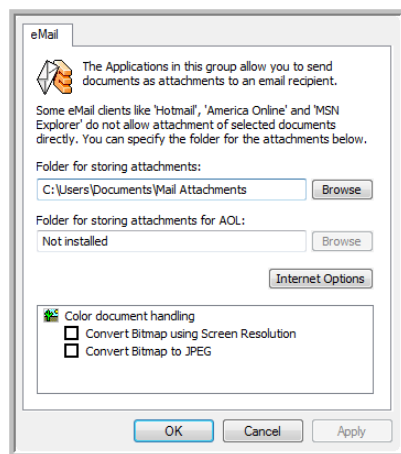 eMail
The Applications in this group allow you to send
documents as attachments to an email recipient.
Some eMail clients like 'Hotmail', 'America Online' and 'MSN
Explorer' do not allow attachment of selected documents
directly. You can specify the folder for the attachments below.
Folder for storing attachments:
C:\Users\Documents\Mail Attachments
Browse
Folder for storing attachments for AOL:
Not installed
Browse
Internet Options
Color document handling
Convert Bitmap using Screen Resolution
Convert Bitmap to JPEG
OK
Cancel
Apply